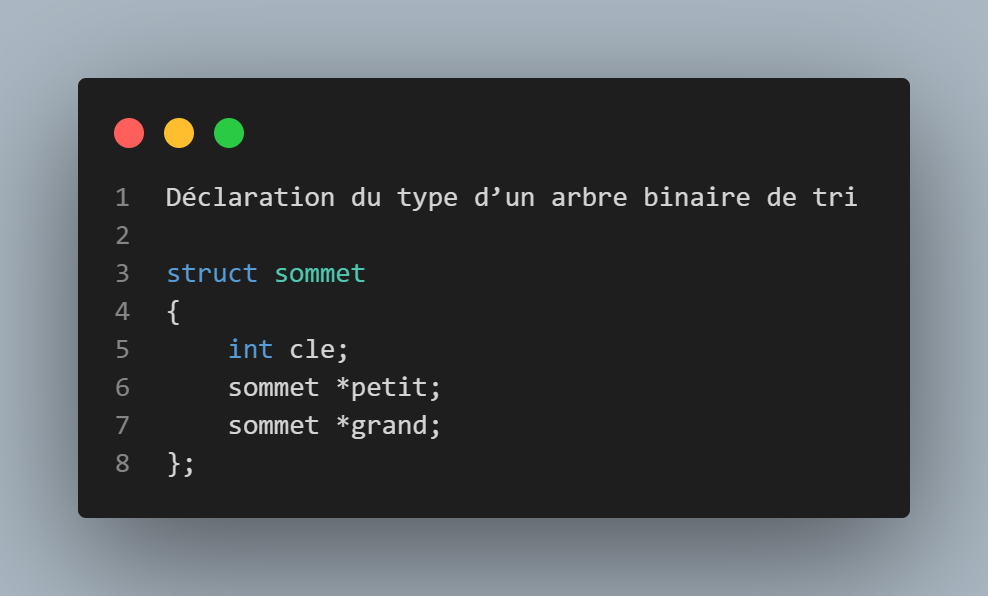 1 Déclaration du type d’un arbre binaire de tri
2
3 struct sommet
4 {
5     int cle;
6     sommet *petit;
7     sommet *grand;
8 };